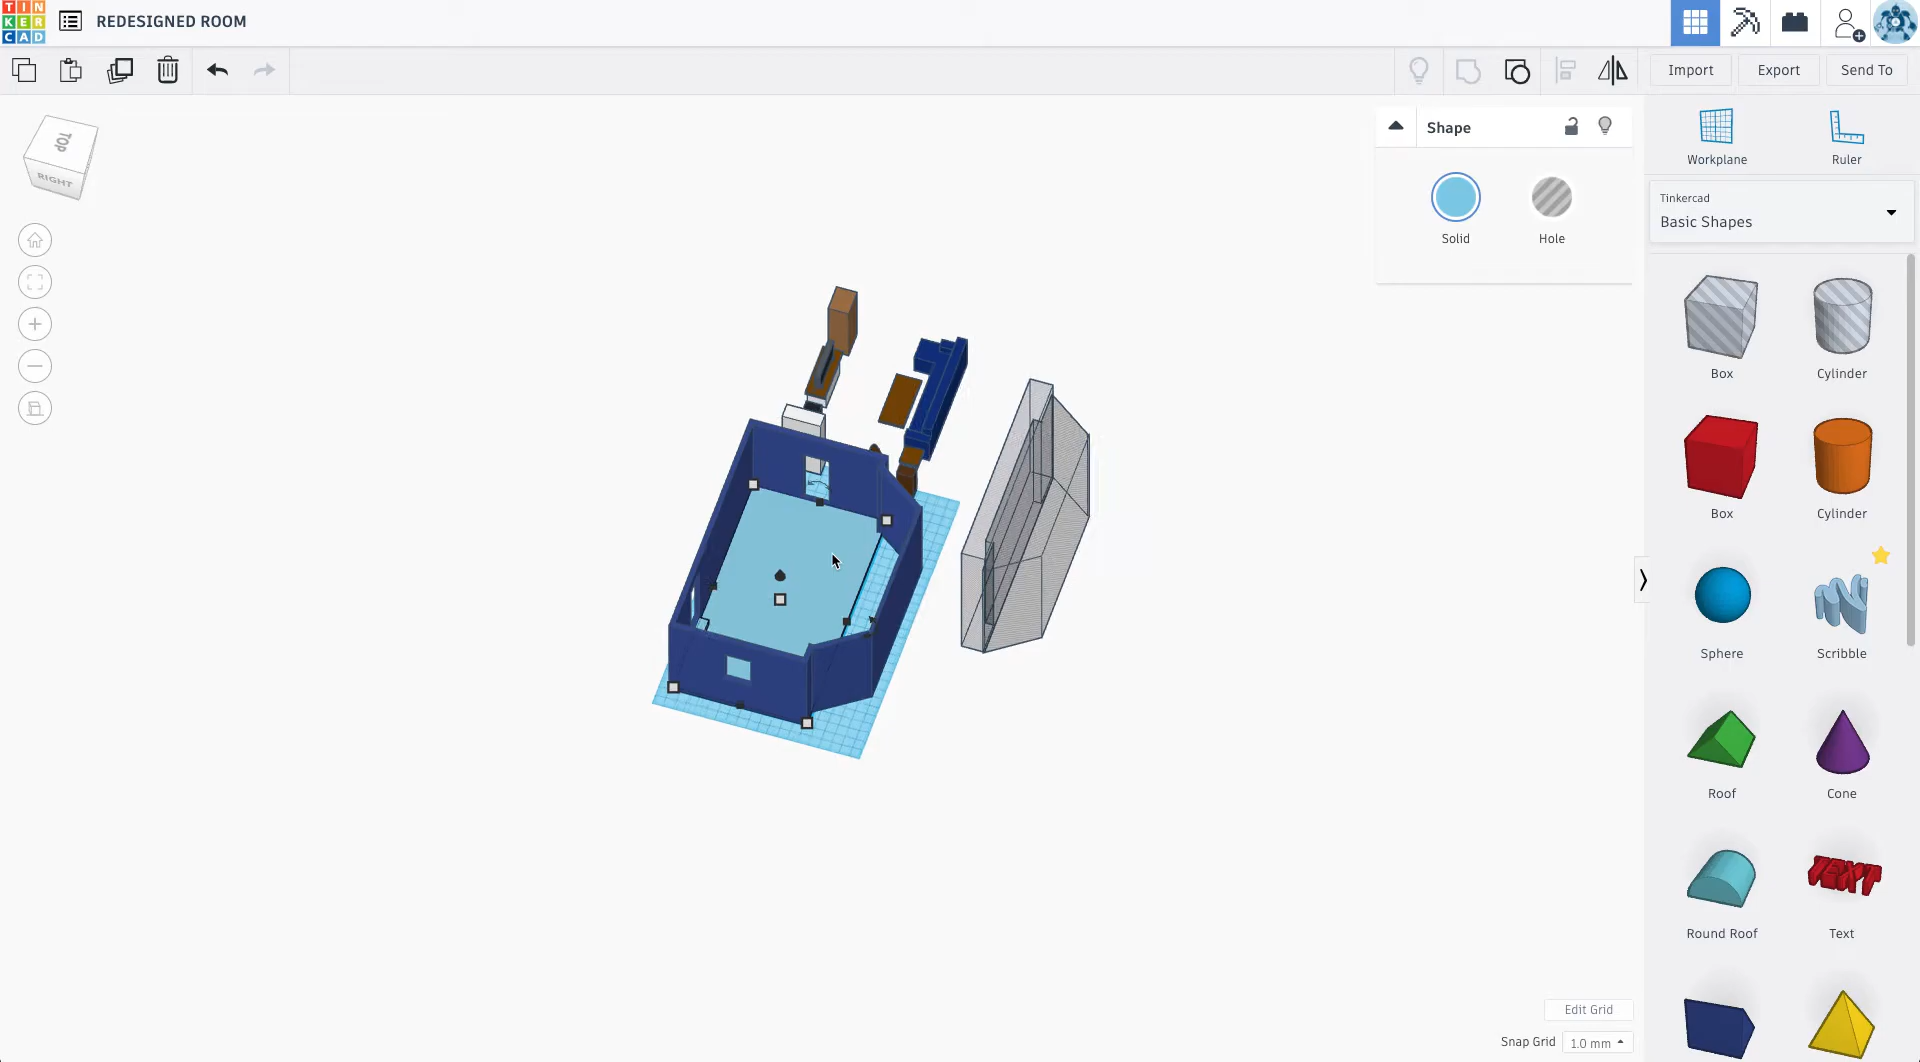 TIN
KER
CAD
REDESIGNED ROOM
Import
Export
Send To
TOP
RIGHT
Shape
Solid
Hole
Workplane
Ruler
Tinkercad
Basic Shapes
Box
Cylinder
Box
Cylinder
Sphere
Scribble
Roof
Cone
TEXT
Round Roof
Text
Edit Grid
Snap Grid
1.0 mm